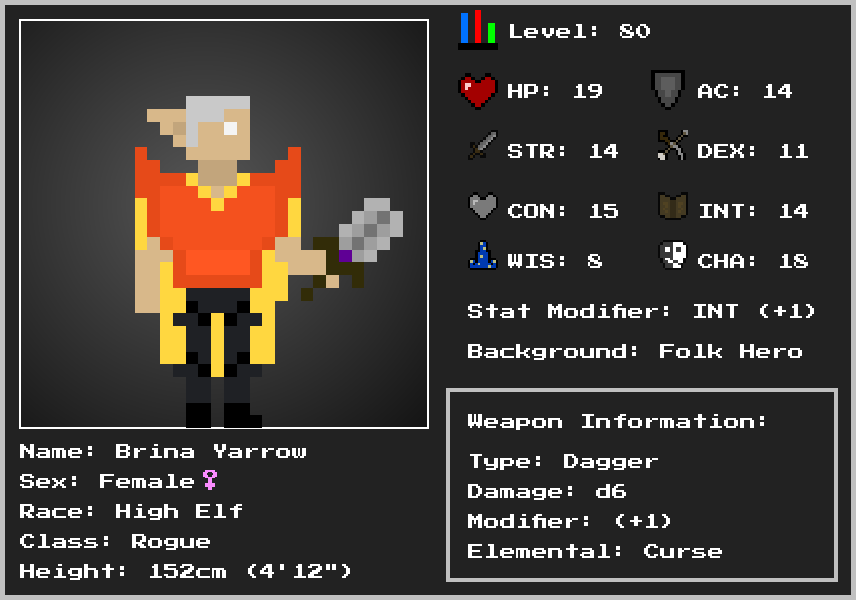 Level: 80
HP: 19
AC: 14
STR: 14
DEX: 11
CON: 15
INT: 14
WIS: 8
CHA: 18
Stat Modifier: INT (+1)
Background: Folk Hero
Weapon Information:
Type: Dagger
Damage: d6
Modifier: (+1)
Elemental: Curse
Name: Brina Yarrow
Sex: Female♀
Race: High Elf
Class: Rogue
Height: 152cm (4'12")